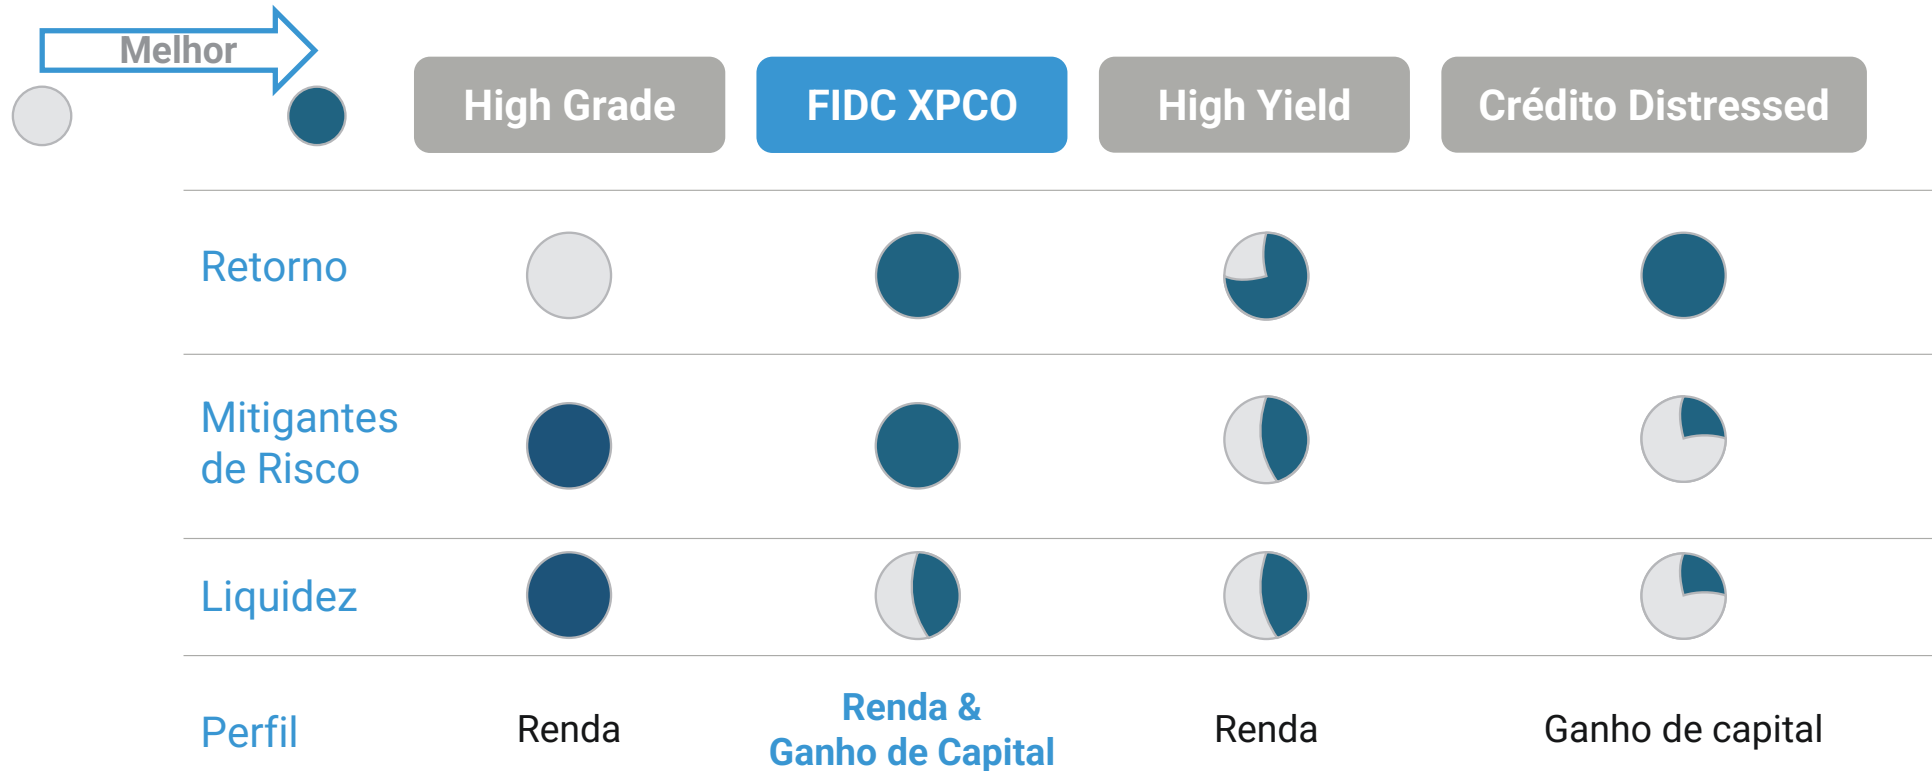 Melhor
High Grade
FIDC XPCO
High Yield
Crédito Distressed
Retorno
Mitigantes
de Risco
Liquidez
Perfil
Renda
Renda &
Ganho de Capital
Renda
Ganho de capital